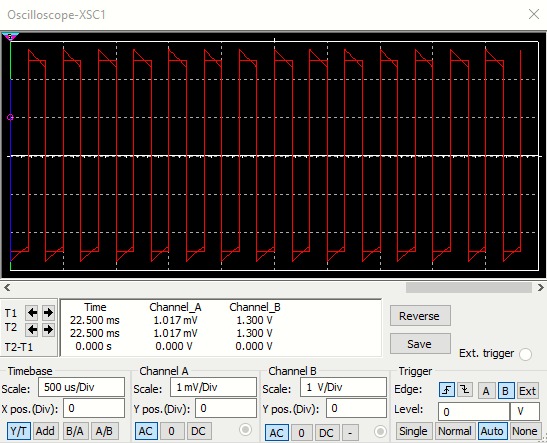 Oscilloscope-XSC1
T1
T2
T2-T1
Time Channel_A Channel_B
22.500 ms 1.017 mV 1.300 V
22.500 ms 1.017 mV 1.300 V
0.000 s 0.000 V 0.000 V
Reverse
Save
Ext. trigger
Timebase
Scale: 500 us/Div
X pos.(Div): 0
Y/T Add B/A A/B
Channel A
Scale: 1 mV/Div
Y pos.(Div): 0
AC 0 DC
Channel B
Scale: 1 V/Div
Y pos.(Div): 0
AC 0 DC -
Trigger
Edge: A B Ext
Level: 0 V
Single Normal Auto None